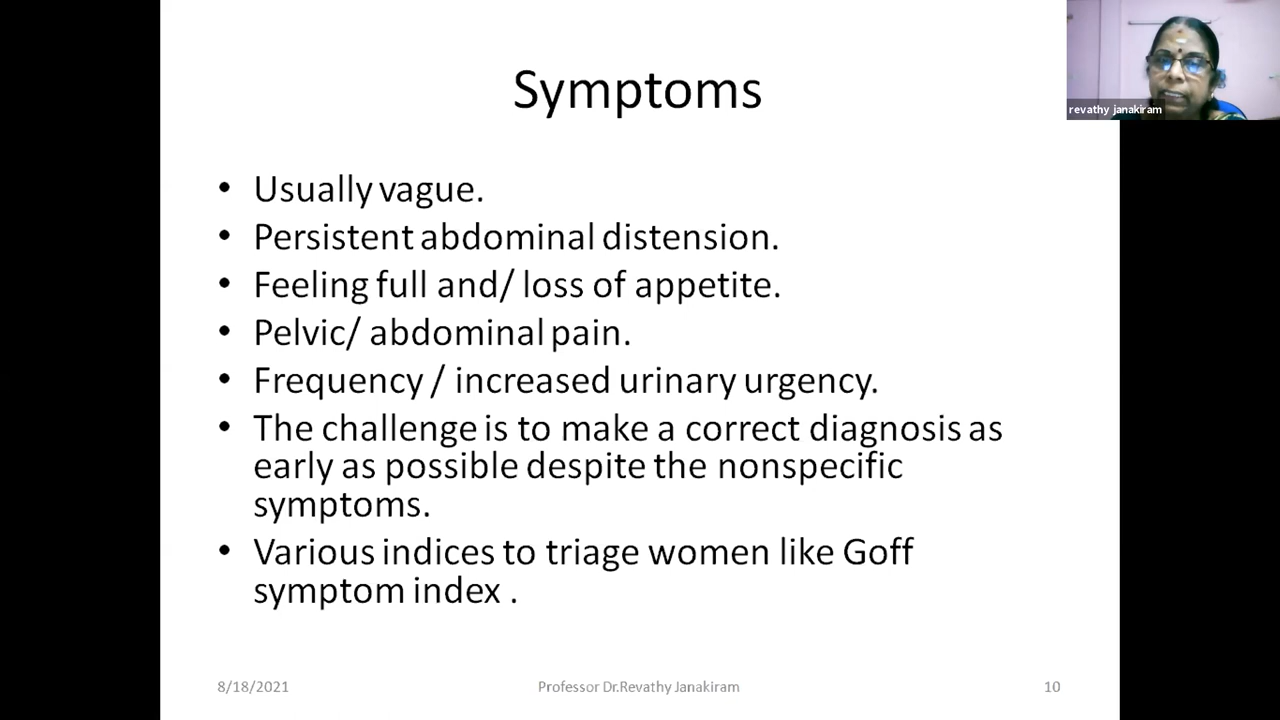 Symptoms
revathy janakiram
• Usually vague.
• Persistent abdominal distension.
• Feeling full and/ loss of appetite.
• Pelvic/ abdominal pain.
• Frequency / increased urinary urgency.
• The challenge is to make a correct diagnosis as
early as possible despite the nonspecific
symptoms.
• Various indices to triage women like Goff
symptom index .
8/18/2021
Professor Dr.Revathy Janakiram
10